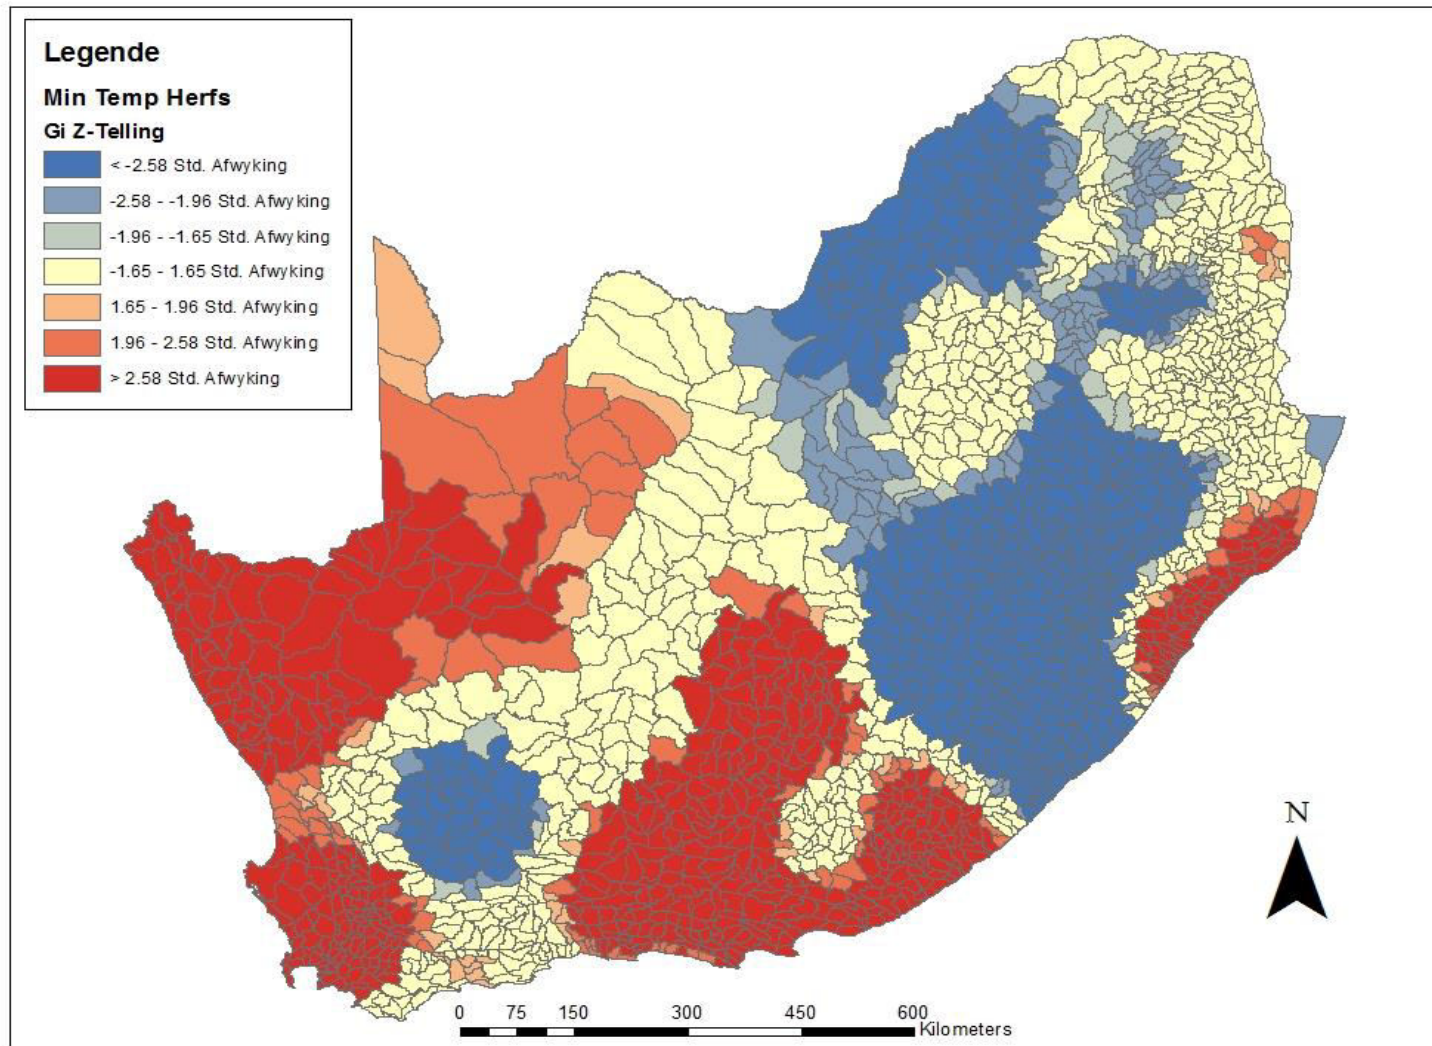 Legende
Min Temp Herfs
Gi Z-Telling
< -2.58 Std. Afwyking
-2.58 - -1.96 Std. Afwyking
-1.96 - -1.65 Std. Afwyking
-1.65 - 1.65 Std. Afwyking
1.65 - 1.96 Std. Afwyking
1.96 - 2.58 Std. Afwyking
> 2.58 Std. Afwyking
N
0 75 150 300 450 600
Kilometers